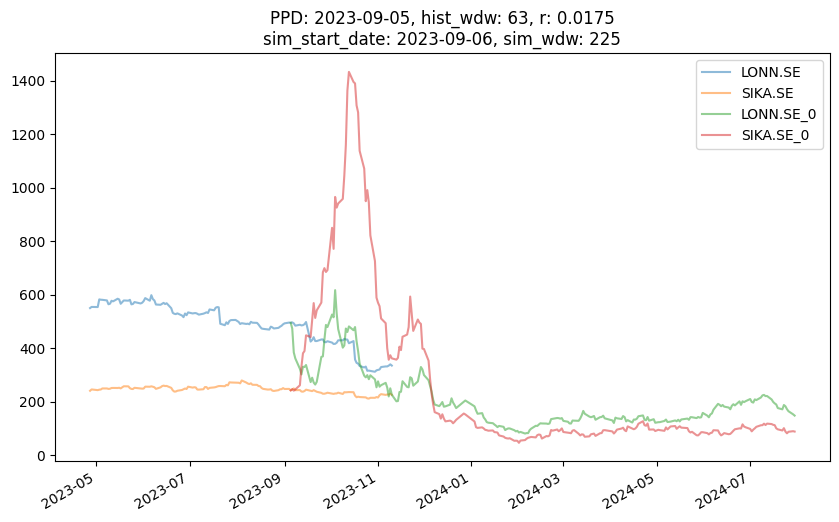 PPD: 2023-09-05, hist_wdw: 63, r: 0.0175
sim_start_date: 2023-09-06, sim_wdw: 225
LONN.SE
SIKA.SE
LONN.SE_0
SIKA.SE_0
1400
1200
1000
800
600
400
200
0
2023-05
2023-07
2023-09
2023-11
2024-01
2024-03
2024-05
2024-07